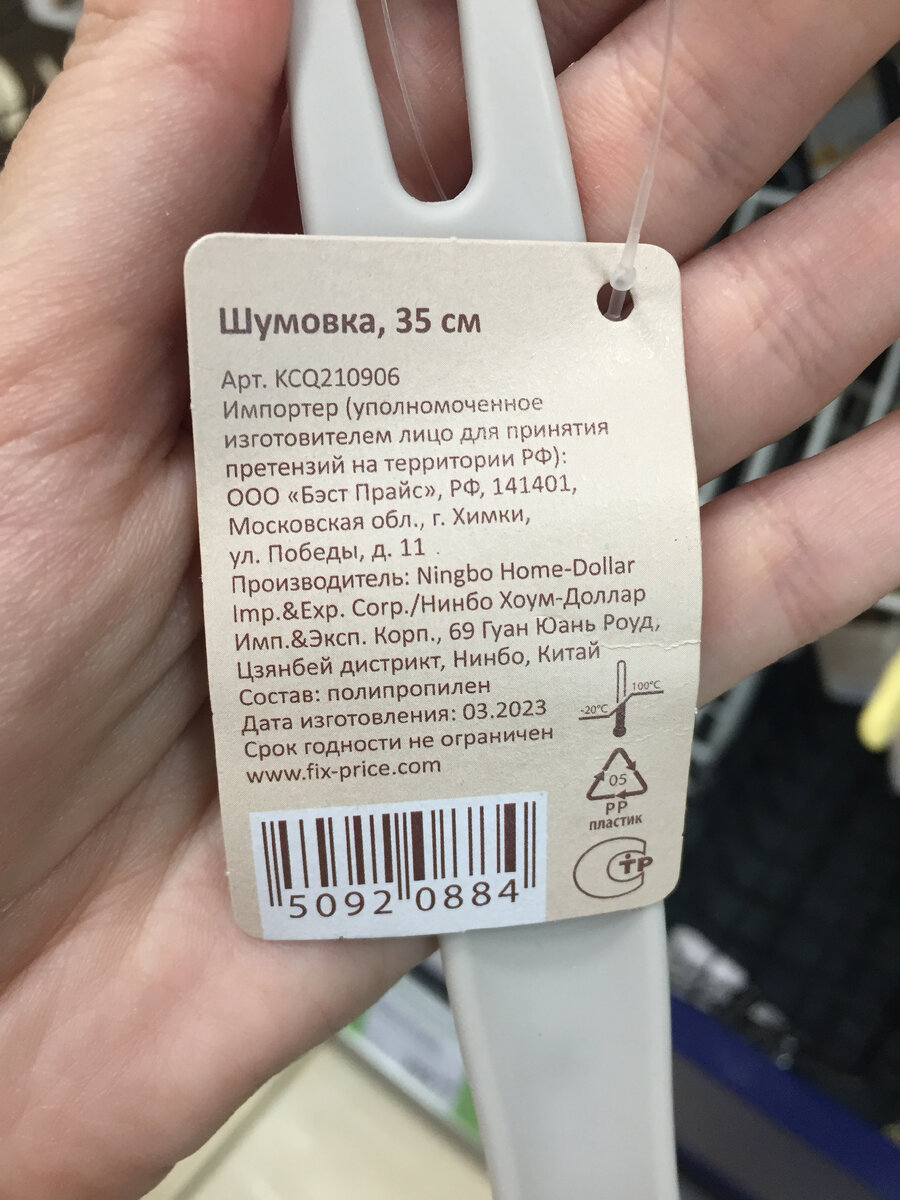 Шумовка, 35 см
Арт. KCQ210906
Импортер (уполномоченное
изготовителем лицо для принятия
претензий на территории РФ):
ООО «Бэст Прайс», РФ, 141401,
Московская обл., г. Химки,
ул. Победы, д. 11
Производитель: Ningbo Home-Dollar
Imp.&Exp. Corp./Нинбо Хоум-Доллар
Имп.&Эксп. Корп., 69 Гуан Юань Роуд,
Цзянбей дистрикт, Нинбо, Китай
Состав: полипропилен
Дата изготовления: 03.2023
Срок годности не ограничен
www.fix-price.com
-20°C 100°C
05
PP
пластик
СТР
5092 0884